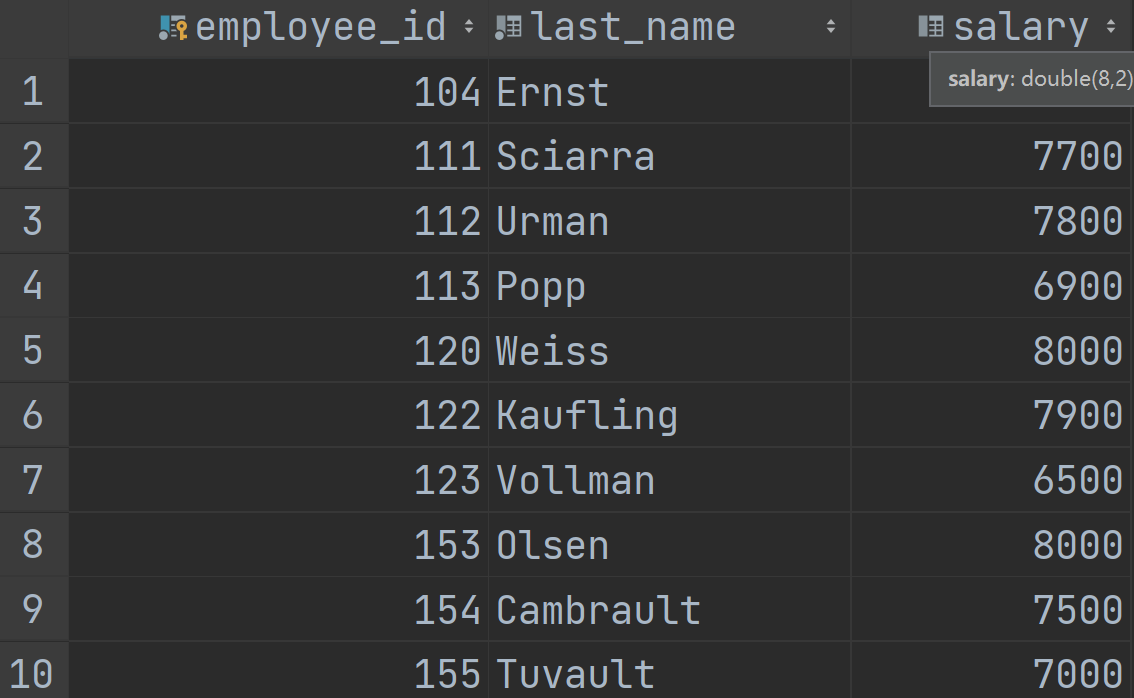 employee_id last_name salary
salary: double(8,2)
1 104 Ernst
2 111 Sciarra 7700
3 112 Urman 7800
4 113 Popp 6900
5 120 Weiss 8000
6 122 Kaufling 7900
7 123 Vollman 6500
8 153 Olsen 8000
9 154 Cambrault 7500
10 155 Tuvault 7000